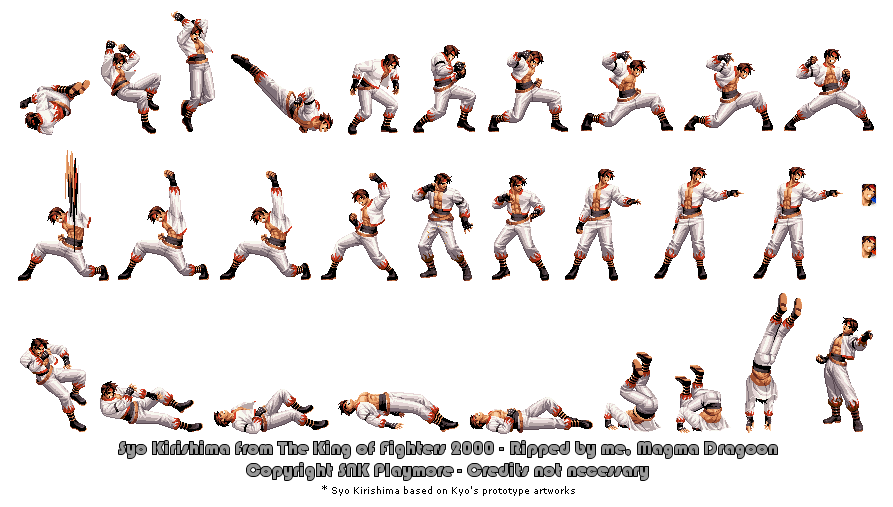 Syo Kirishima from The King of Fighters 2000 - Ripped by me, Magma Dragoon
Copyright SNK Playmore - Credits not necessary
* Syo Kirishima based on Kyo's prototype artworks